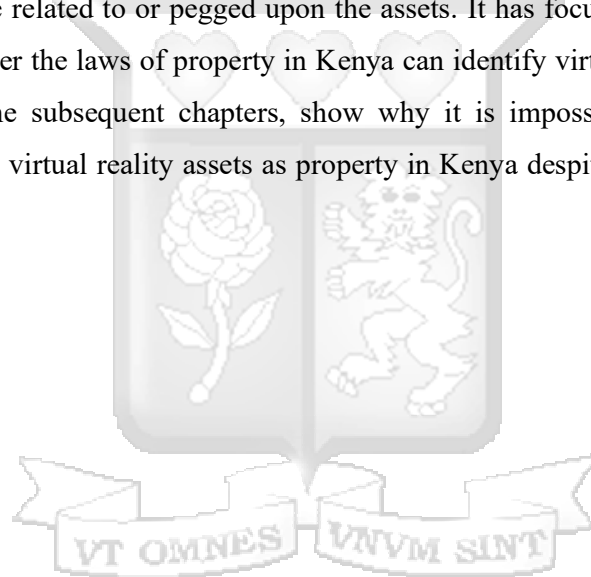 e related to or pegged upon the assets. It has focu
er the laws of property in Kenya can identify virt
ne subsequent chapters, show why it is imposs
virtual reality assets as property in Kenya despit
VT OMNES VNVM SINT